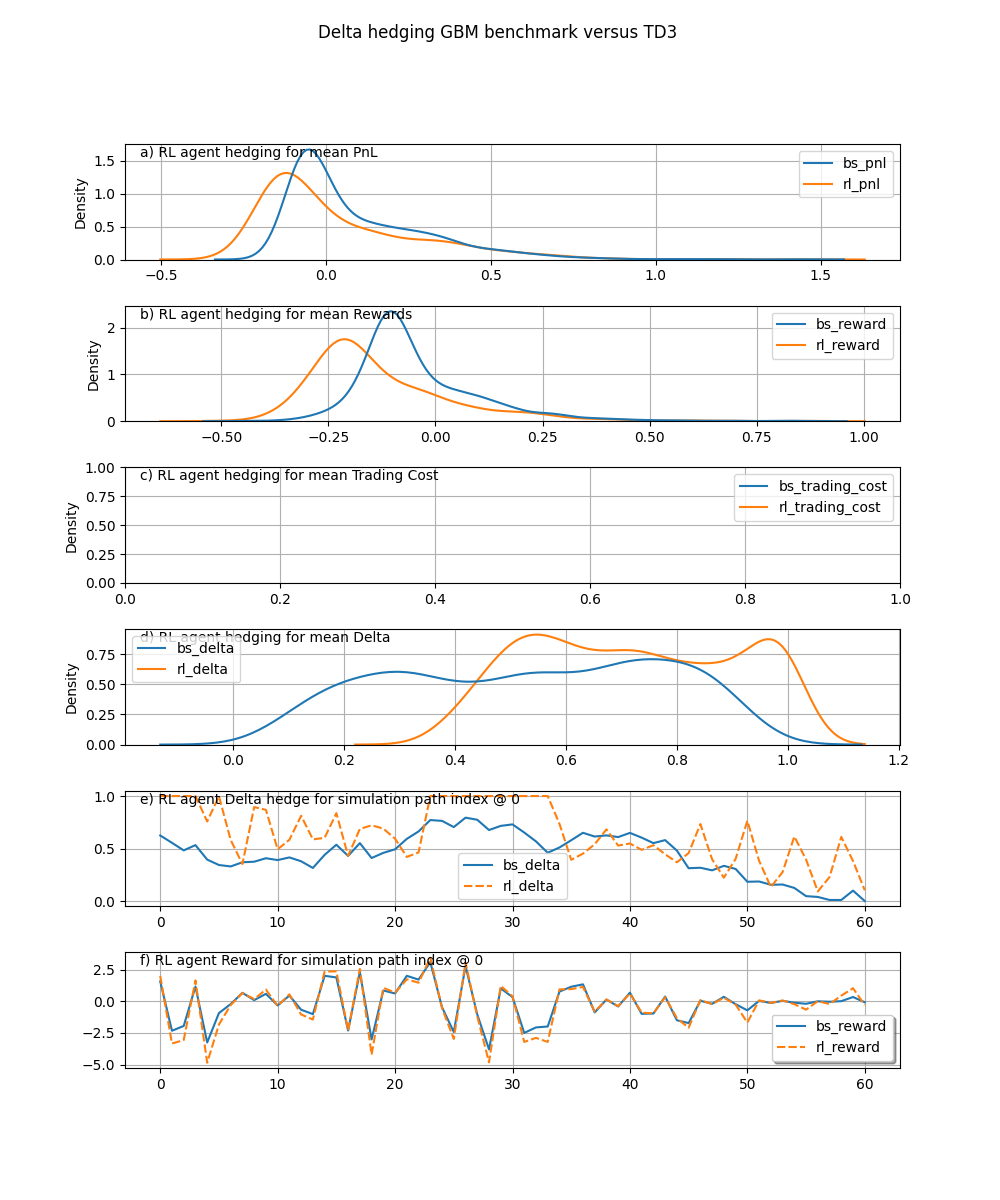 Delta hedging GBM benchmark versus TD3
a) RL agent hedging for mean PnL
bs_pnl
rl_pnl
Density
1.5
1.0
0.5
0.0
−0.5 0.0 0.5 1.0 1.5
b) RL agent hedging for mean Rewards
bs_reward
rl_reward
Density
2
1
0
−0.50 −0.25 0.00 0.25 0.50 0.75 1.00
c) RL agent hedging for mean Trading Cost
bs_trading_cost
rl_trading_cost
Density
1.00
0.75
0.50
0.25
0.00
0.0 0.2 0.4 0.6 0.8 1.0
d) RL agent hedging for mean Delta
bs_delta
rl_delta
Density
0.75
0.50
0.25
0.00
0.0 0.2 0.4 0.6 0.8 1.0 1.2
e) RL agent Delta hedge for simulation path index @ 0
bs_delta
rl_delta
1.0
0.5
0.0
0 10 20 30 40 50 60
f) RL agent Reward for simulation path index @ 0
bs_reward
rl_reward
2.5
0.0
−2.5
−5.0
0 10 20 30 40 50 60